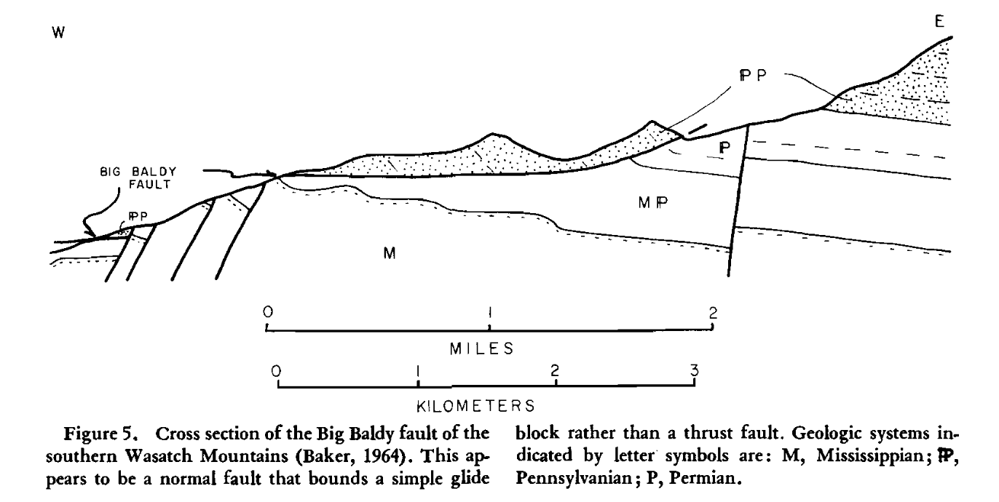 W
E
ℙ P
BIG BALDY
FAULT
ℙ
M ℙ
ℙP
M
0 1 2
MILES
0 1 2 3
KILOMETERS
Figure 5. Cross section of the Big Baldy fault of the
southern Wasatch Mountains (Baker, 1964). This ap-
pears to be a normal fault that bounds a simple glide
block rather than a thrust fault. Geologic systems in-
dicated by letter symbols are: M, Mississippian; ℙ,
Pennsylvanian; P, Permian.